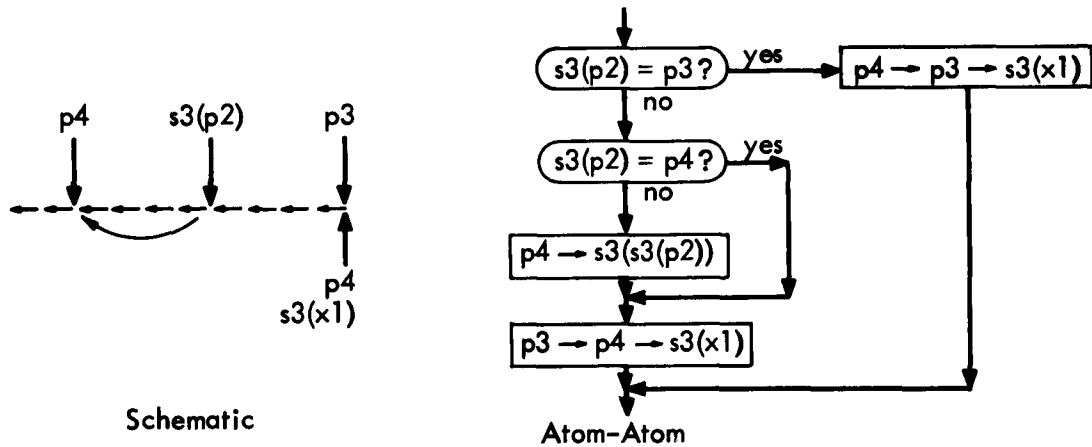 p4
s3(p2)
p3
p4
s3(x1)
Schematic
s3(p2) = p3?
yes
p4 → p3 → s3(x1)
no
s3(p2) = p4?
yes
no
p4 → s3(s3(p2))
p3 → p4 → s3(x1)
Atom-Atom